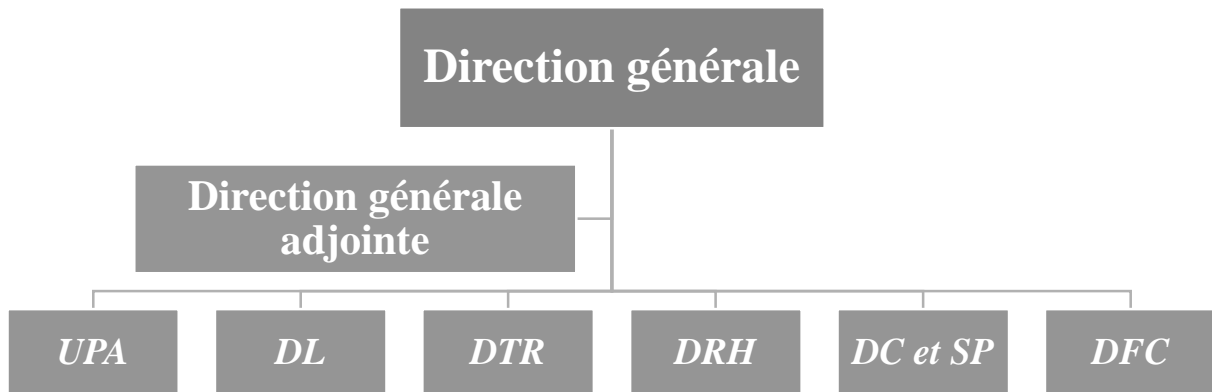 Direction générale
Direction générale
adjointe
UPA
DL
DTR
DRH
DC et SP
DFC